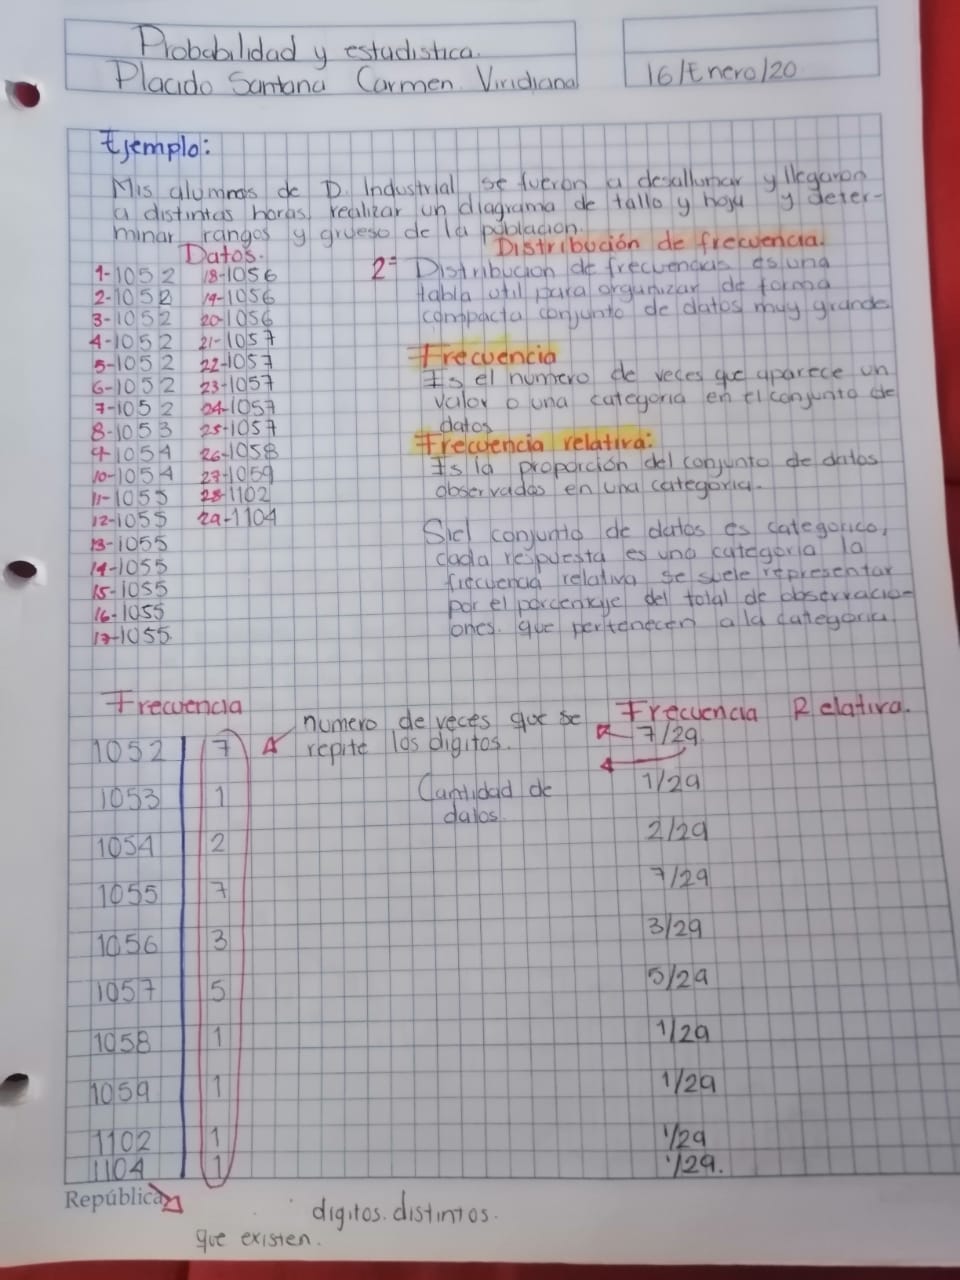 Probabilidad y estadistica.
Placido Santana Carmen Viridiana
16/Enero/20
Ejemplo:
Mis alumnos de D. Industrial, se fueron a desallunar y llegaron
a distintas horas, realizar un diagrama de tallo y hoja y deter-
minar rangos y grueso de la poblacion.
Datos.
1-1052
2-1052
3-1052
4-1052
5-1052
6-1052
7-1052
8-1053
9-1054
10-1054
11-1055
12-1055
13-1055
14-1055
15-1055
16-1055
17-1055
18-1056
19-1056
20-1056
21-1057
22-1057
23-1057
24-1057
25-1057
26-1058
27-1059
28-1102
29-1104
Distribución de frecuencia.
2= Distribucion de frecuencias es una
tabla util para organizar de forma
compacta conjunto de datos muy grande
Frecuencia
Es el numero de veces que aparece un
valor o una categoria en el conjunto de
datos
Frecuencia relativa:
Es la proporción del conjunto de datos
observadas en una categoria.
Si el conjunto de datos es categorico,
cada respuesta es una categoria la
frecuencia relativa se suele representar
por el porcentaje del total de observacio-
ones. que pertenecen a la categoria.
Frecuencia
numero de veces que se
repite los digitos.
Frecuencia Relativa.
1052 7 7/29
Cantidad de
datos
1053 1 1/29
1054 2 2/29
1055 7 7/29
1056 3 3/29
1057 5 5/29
1058 1 1/29
1059 1 1/29
1102 1 1/29
1104 1 1/29.
República
digitos. distintos.
que existen.